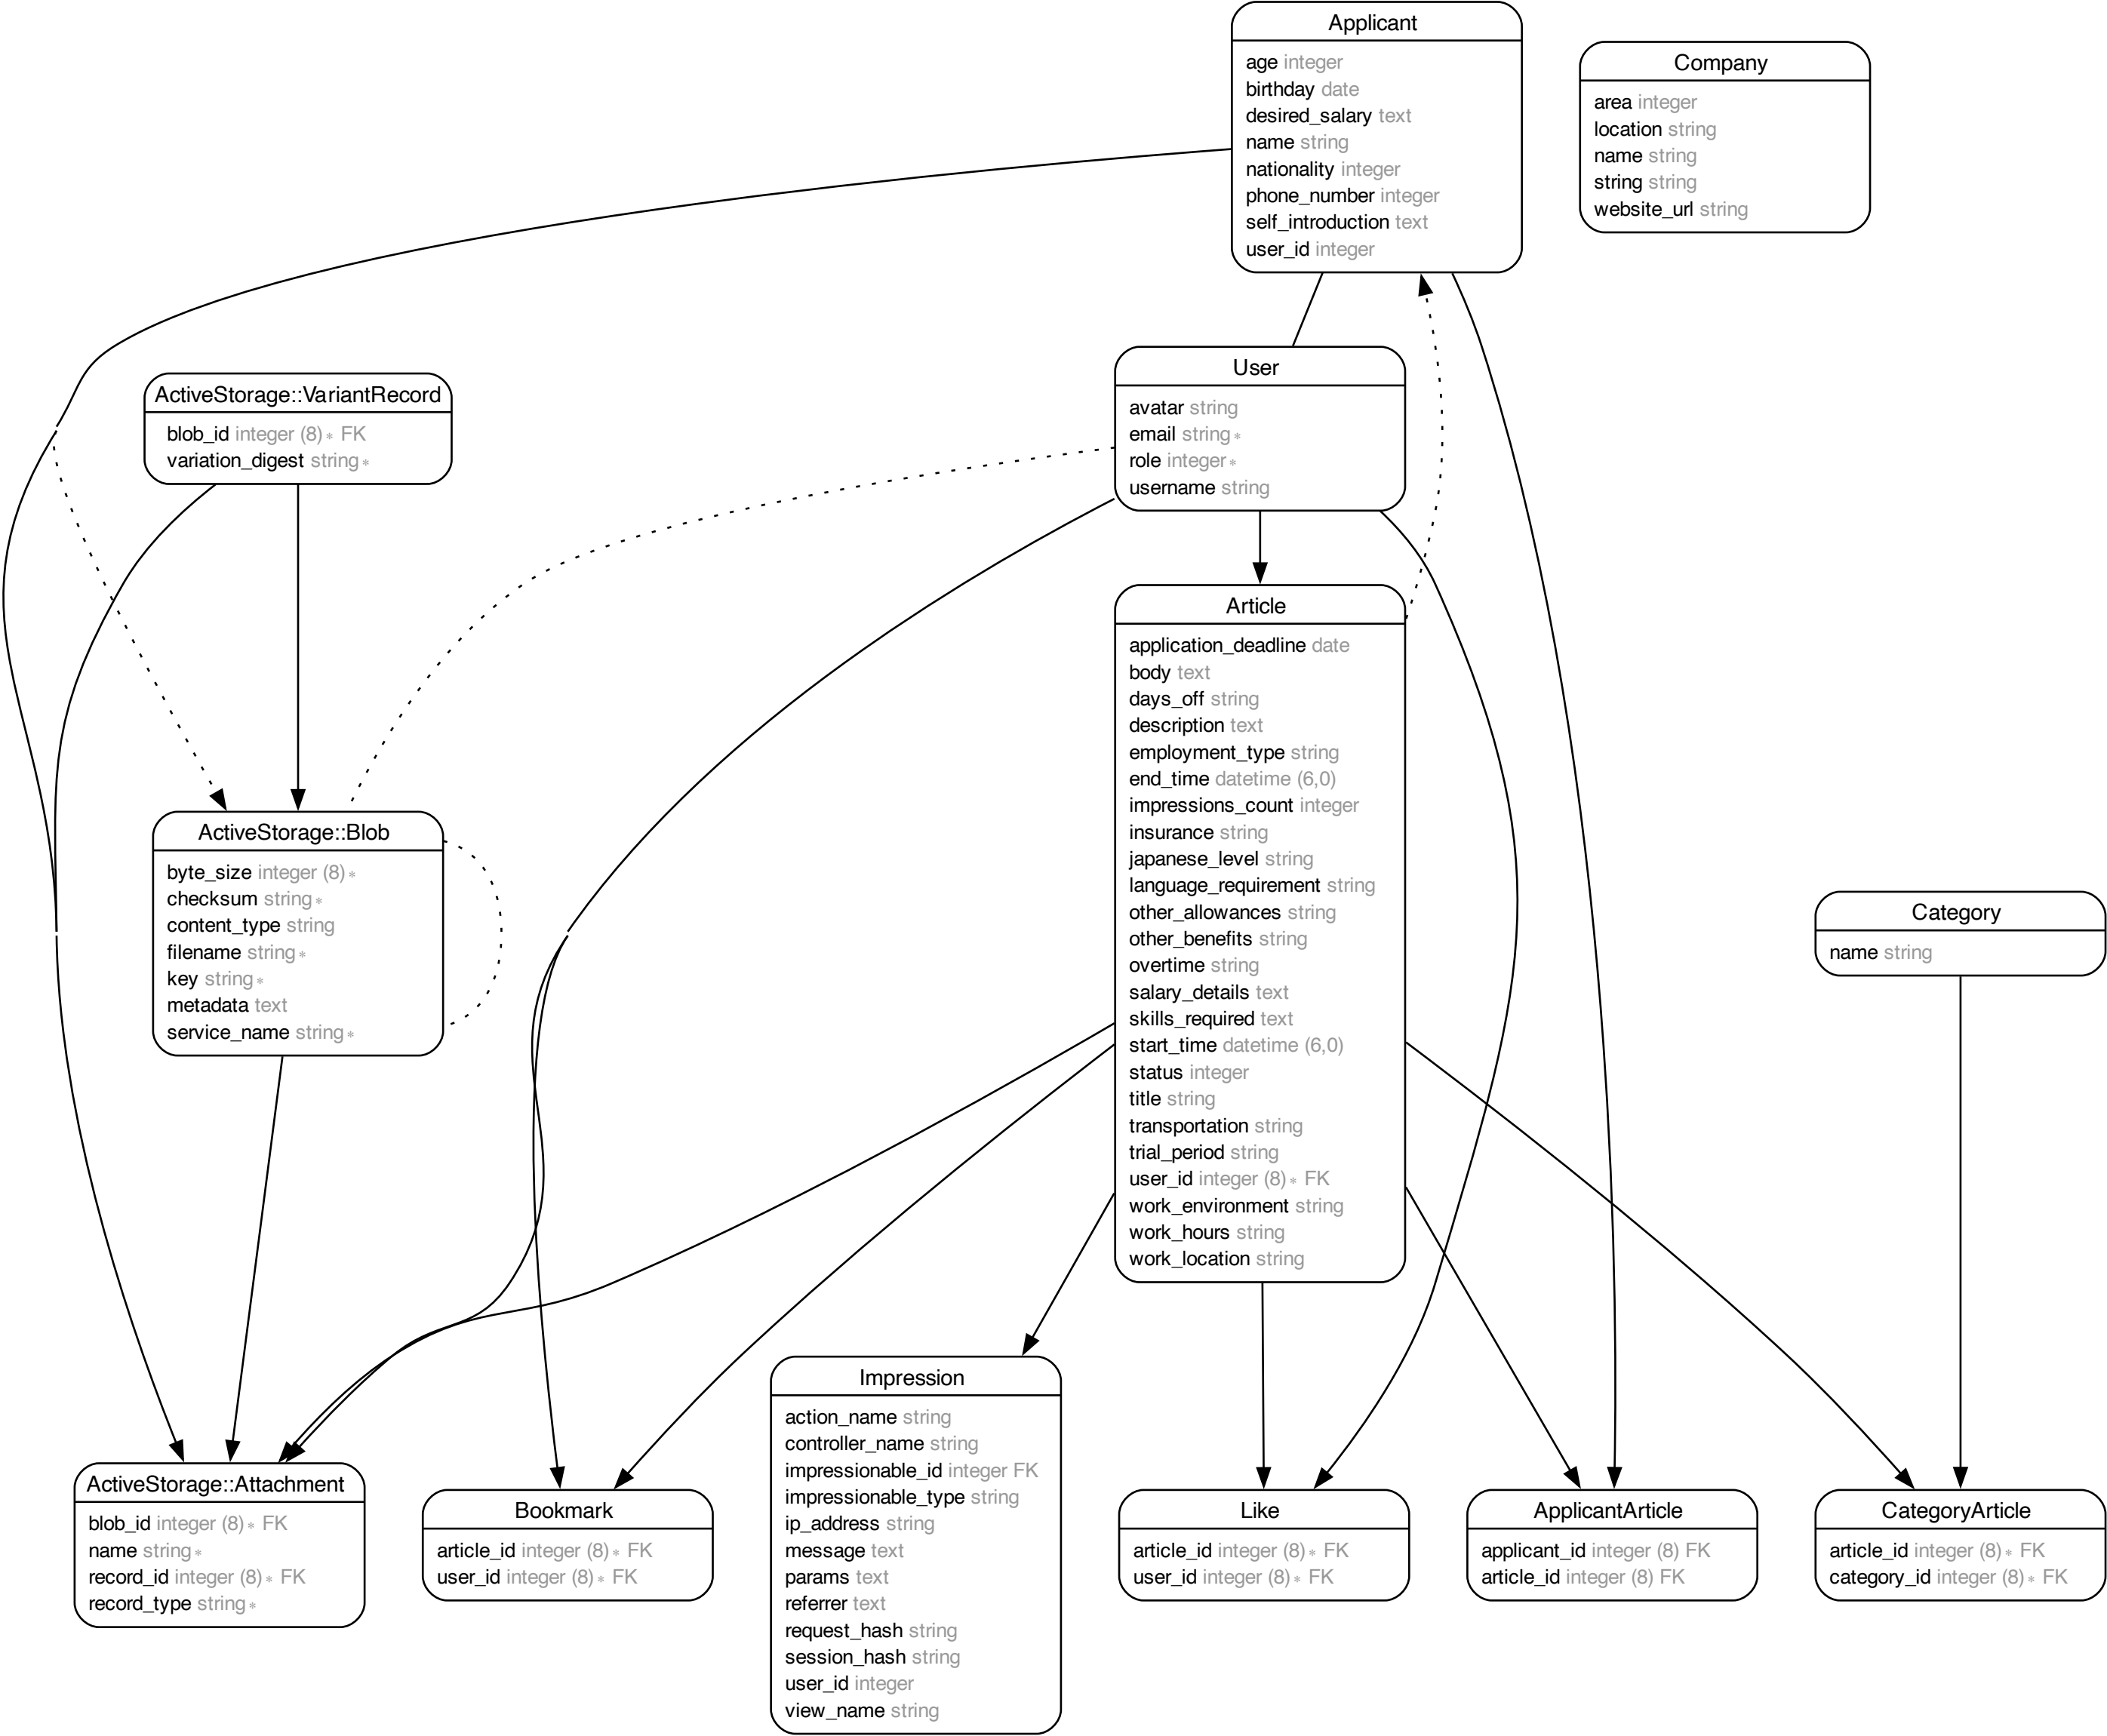 Applicant
age integer
birthday date
desired_salary text
name string
nationality integer
phone_number integer
self_introduction text
user_id integer
Company
area integer
location string
name string
string string
website_url string
User
avatar string
email string *
role integer *
username string
ActiveStorage::VariantRecord
blob_id integer (8) * FK
variation_digest string *
Article
application_deadline date
body text
days_off string
description text
employment_type string
end_time datetime (6,0)
impressions_count integer
insurance string
japanese_level string
language_requirement string
other_allowances string
other_benefits string
overtime string
salary_details text
skills_required text
start_time datetime (6,0)
status integer
title string
transportation string
trial_period string
user_id integer (8) * FK
work_environment string
work_hours string
work_location string
ActiveStorage::Blob
byte_size integer (8) *
checksum string *
content_type string
filename string *
key string *
metadata text
service_name string *
Category
name string
ActiveStorage::Attachment
blob_id integer (8) * FK
name string *
record_id integer (8) * FK
record_type string *
Bookmark
article_id integer (8) * FK
user_id integer (8) * FK
Impression
action_name string
controller_name string
impressionable_id integer FK
impressionable_type string
ip_address string
message text
params text
referrer text
request_hash string
session_hash string
user_id integer
view_name string
Like
article_id integer (8) * FK
user_id integer (8) * FK
ApplicantArticle
applicant_id integer (8) FK
article_id integer (8) FK
CategoryArticle
article_id integer (8) * FK
category_id integer (8) * FK